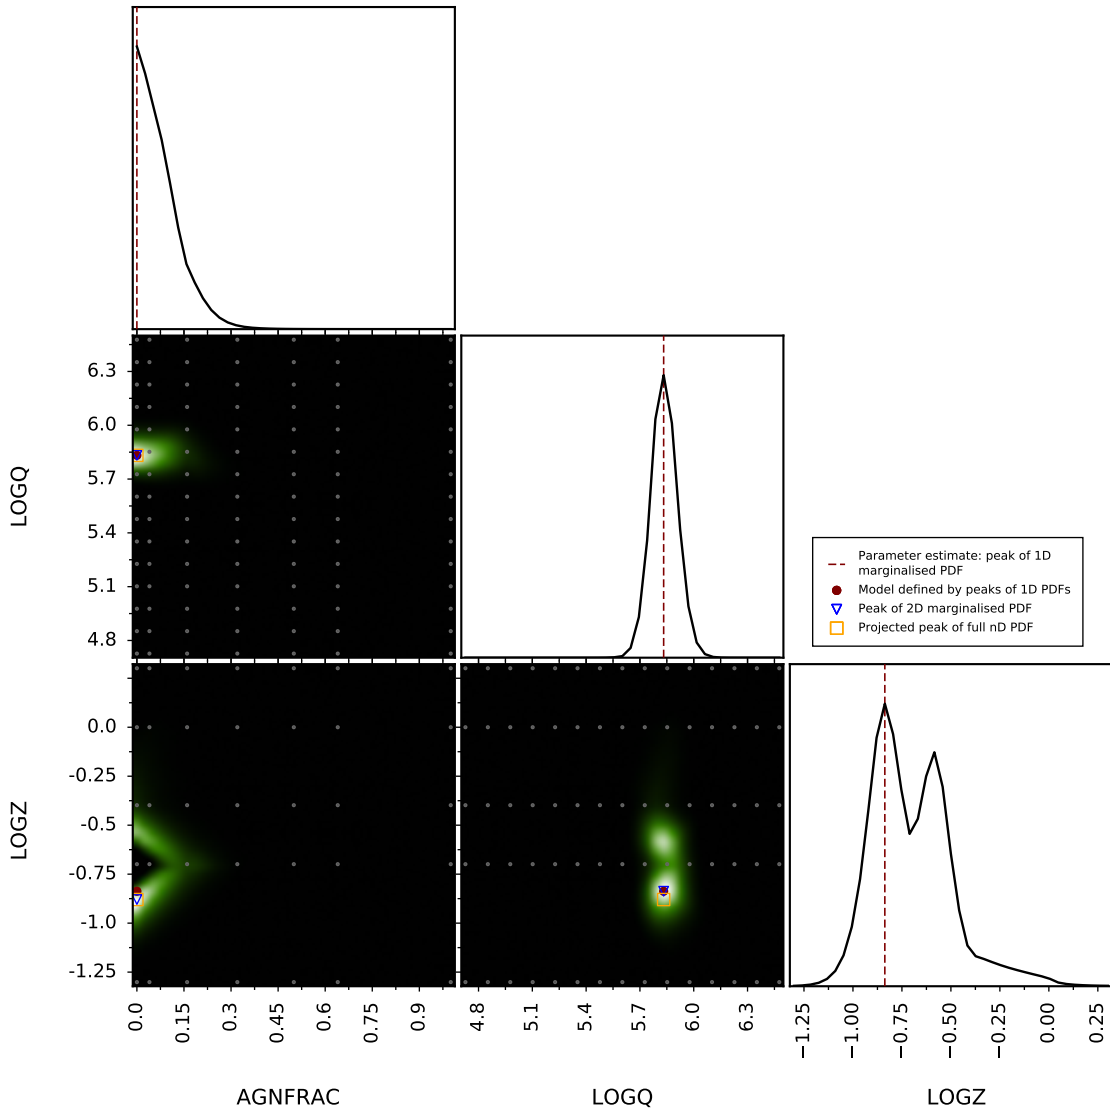 6.3
6.0
5.7
5.4
5.1
4.8
LOGQ
Parameter estimate: peak of 1D
marginalised PDF
Model defined by peaks of 1D PDFs
Peak of 2D marginalised PDF
Projected peak of full nD PDF
0.0
-0.25
-0.5
-0.75
-1.0
-1.25
LOGZ
0.0 0.15 0.3 0.45 0.6 0.75 0.9
4.8 5.1 5.4 5.7 6.0 6.3
−1.25 −1.00 −0.75 −0.50 −0.25 0.00 0.25
AGNFRAC LOGQ LOGZ